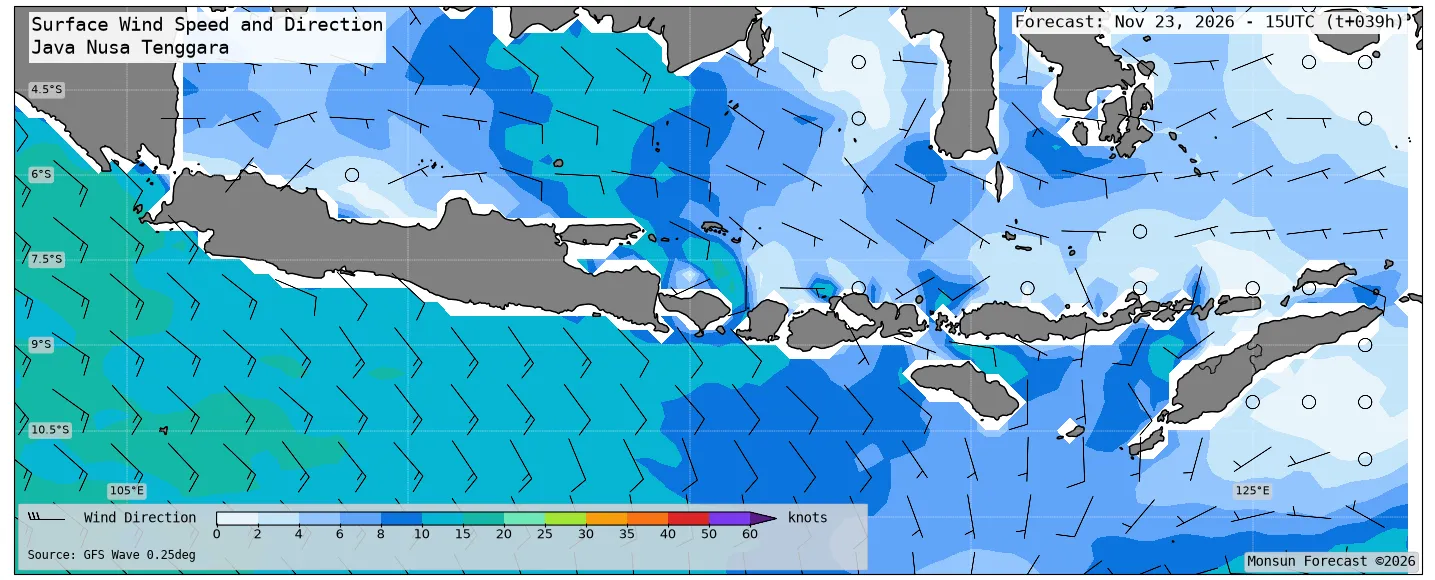 Surface Wind Speed and Direction
Java Nusa Tenggara
Forecast: Nov 23, 2026 - 15UTC (t+039h)
4.5°S
6°S
7.5°S
9°S
10.5°S
105°E
125°E
Wind Direction
0 2 4 6 8 10 15 20 25 30 35 40 50 60
knots
Source: GFS Wave 0.25deg
Monsun Forecast ©2026